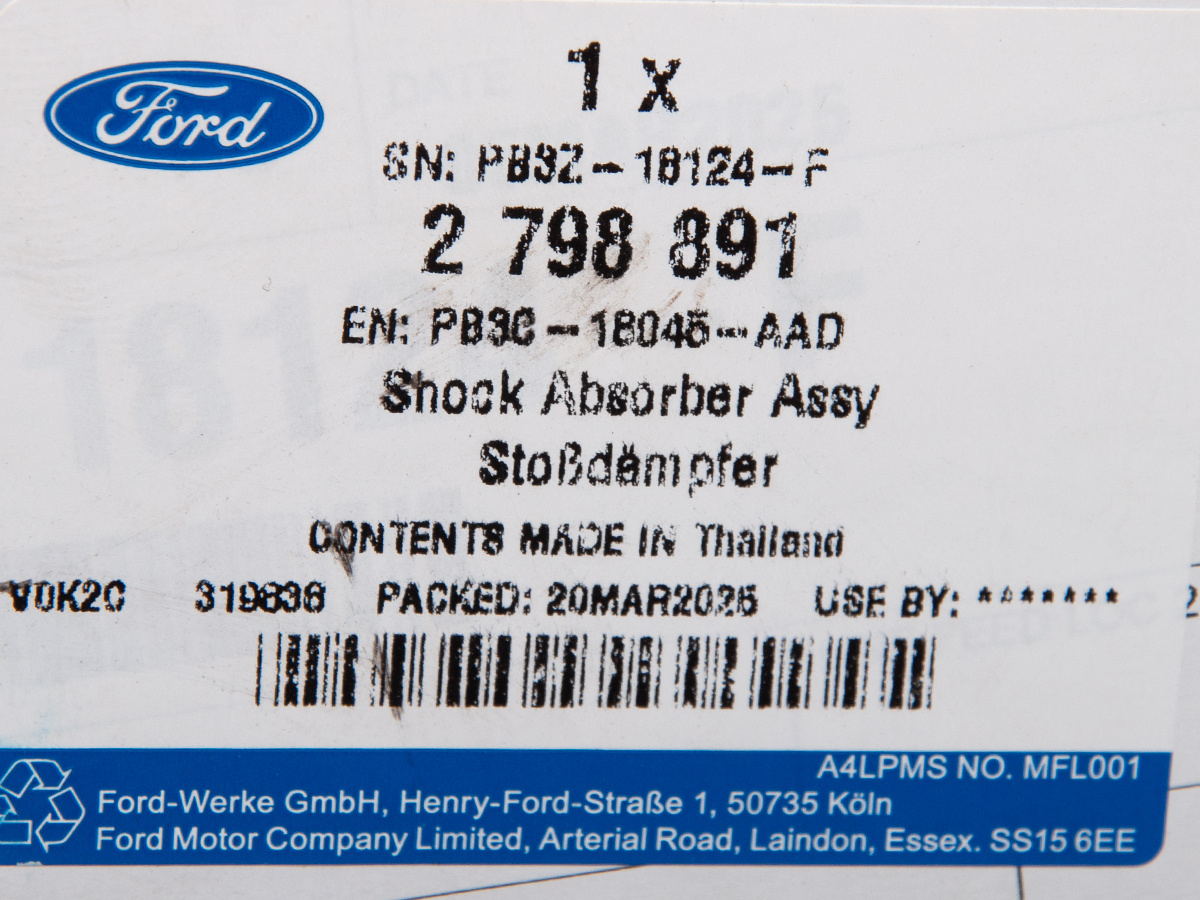 Ford
1 x
SN: PB3Z-18124-F
2 798 891
EN: PB3C-18045-AAD
Shock Absorber Assy
Stoßdämpfer
CONTENTS MADE IN Thailand
V0K2C 319636 PACKED: 20MAR2025 USE BY: *******
A4LPMS NO. MFL001
Ford-Werke GmbH, Henry-Ford-Straße 1, 50735 Köln
Ford Motor Company Limited, Arterial Road, Laindon, Essex. SS15 6EE